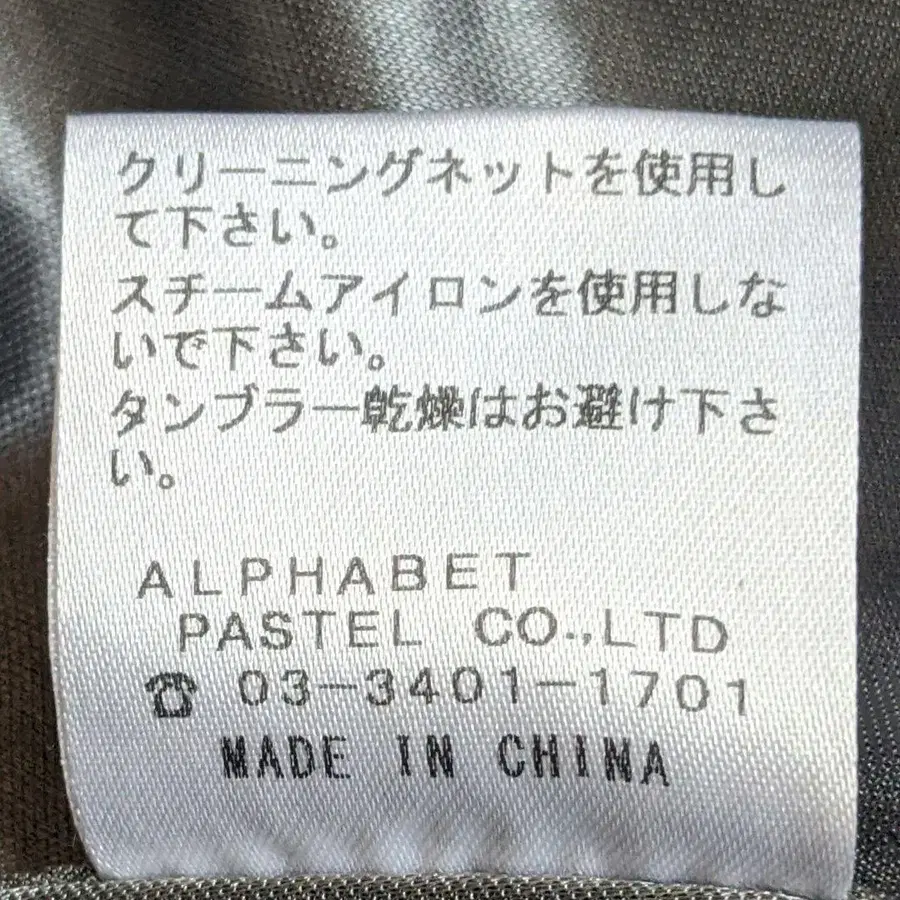 クリーニングネットを使用し
て下さい。
スチームアイロンを使用しな
いで下さい。
タンブラー乾燥はお避け下さ
い。
ALPHABET
PASTEL CO.,LTD
☎ 03-3401-1701
MADE IN CHINA